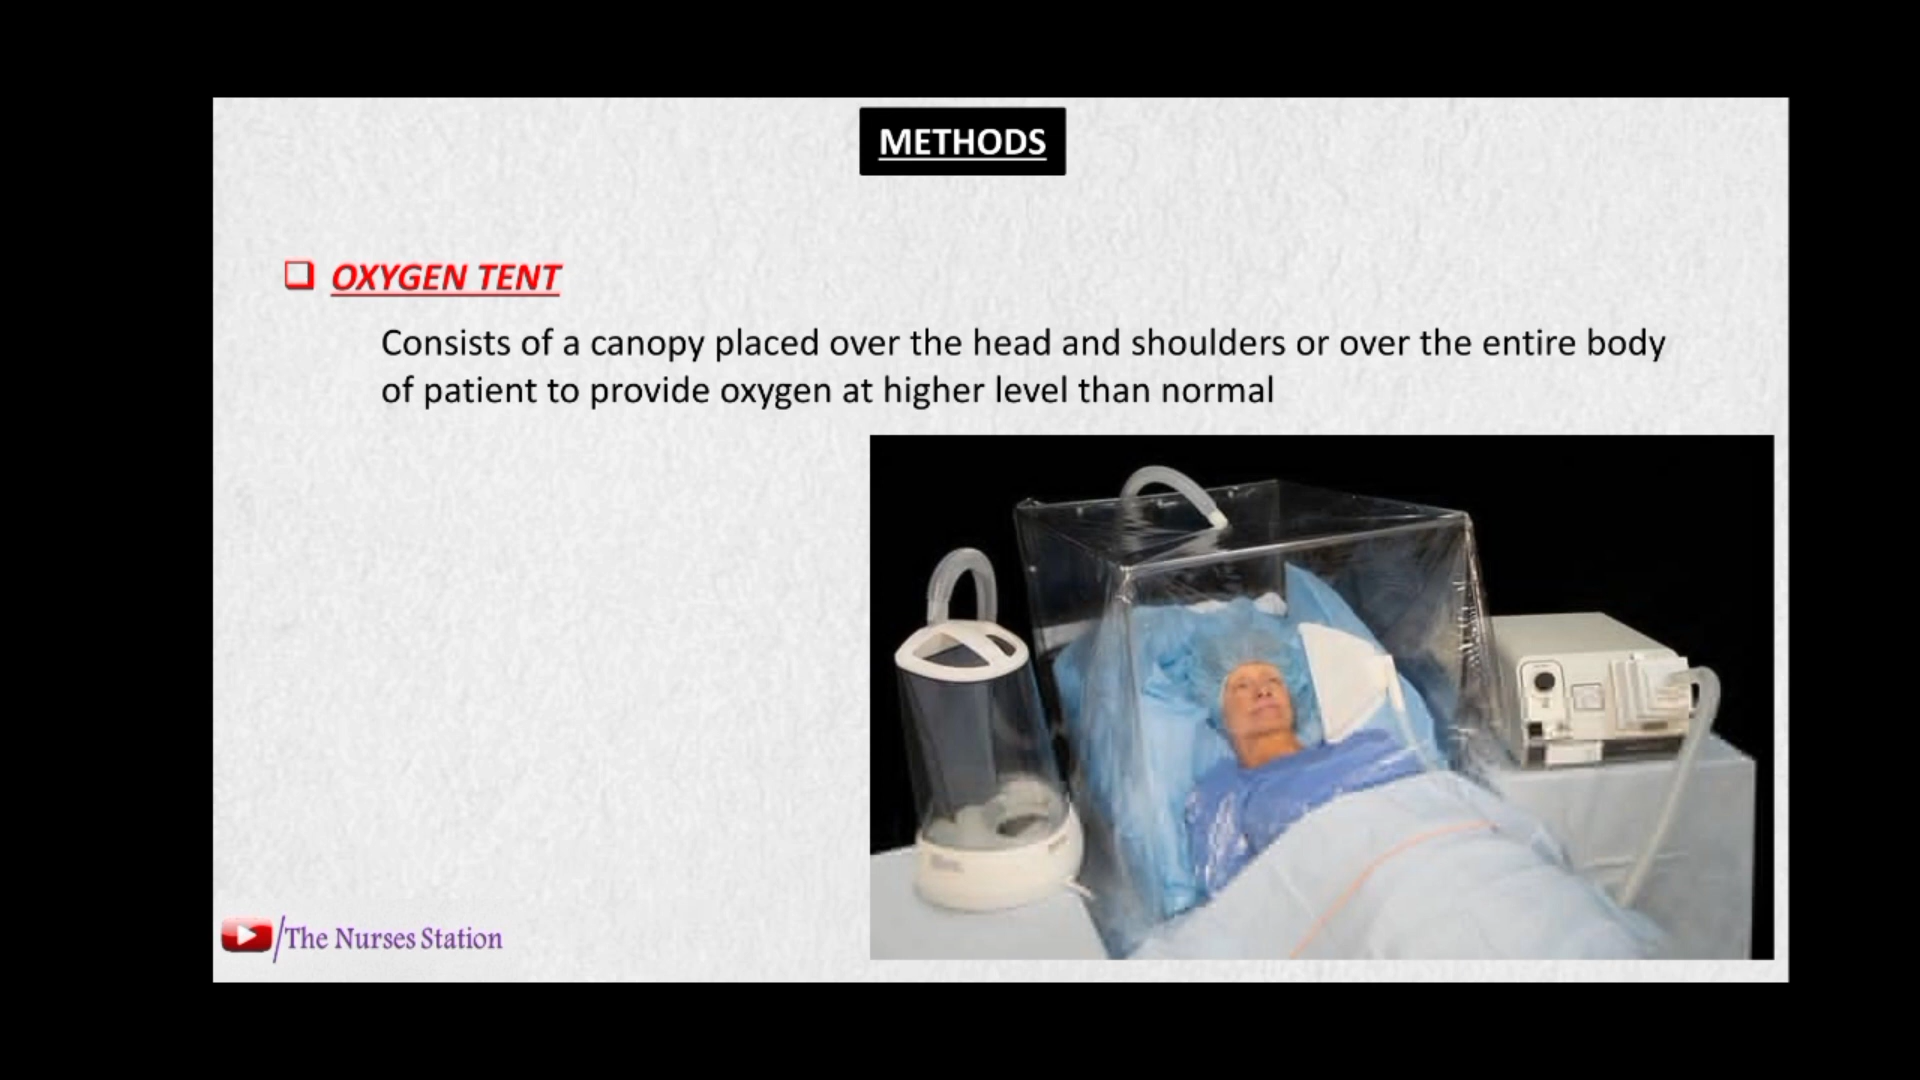 METHODS
OXYGEN TENT
Consists of a canopy placed over the head and shoulders or over the entire body
of patient to provide oxygen at higher level than normal
/The Nurses Station